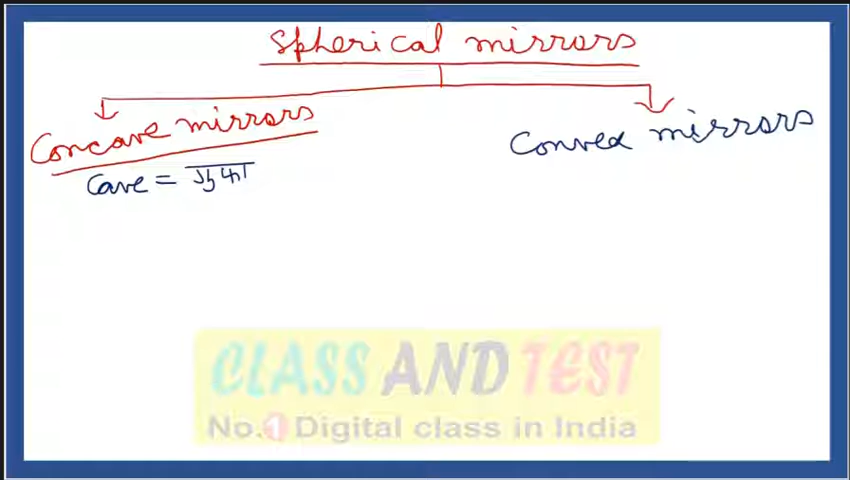 Spherical mirrors
Concave mirrors
Convex mirrors
Cave = गुफा
CLASS AND TEST
No.1 Digital class in India